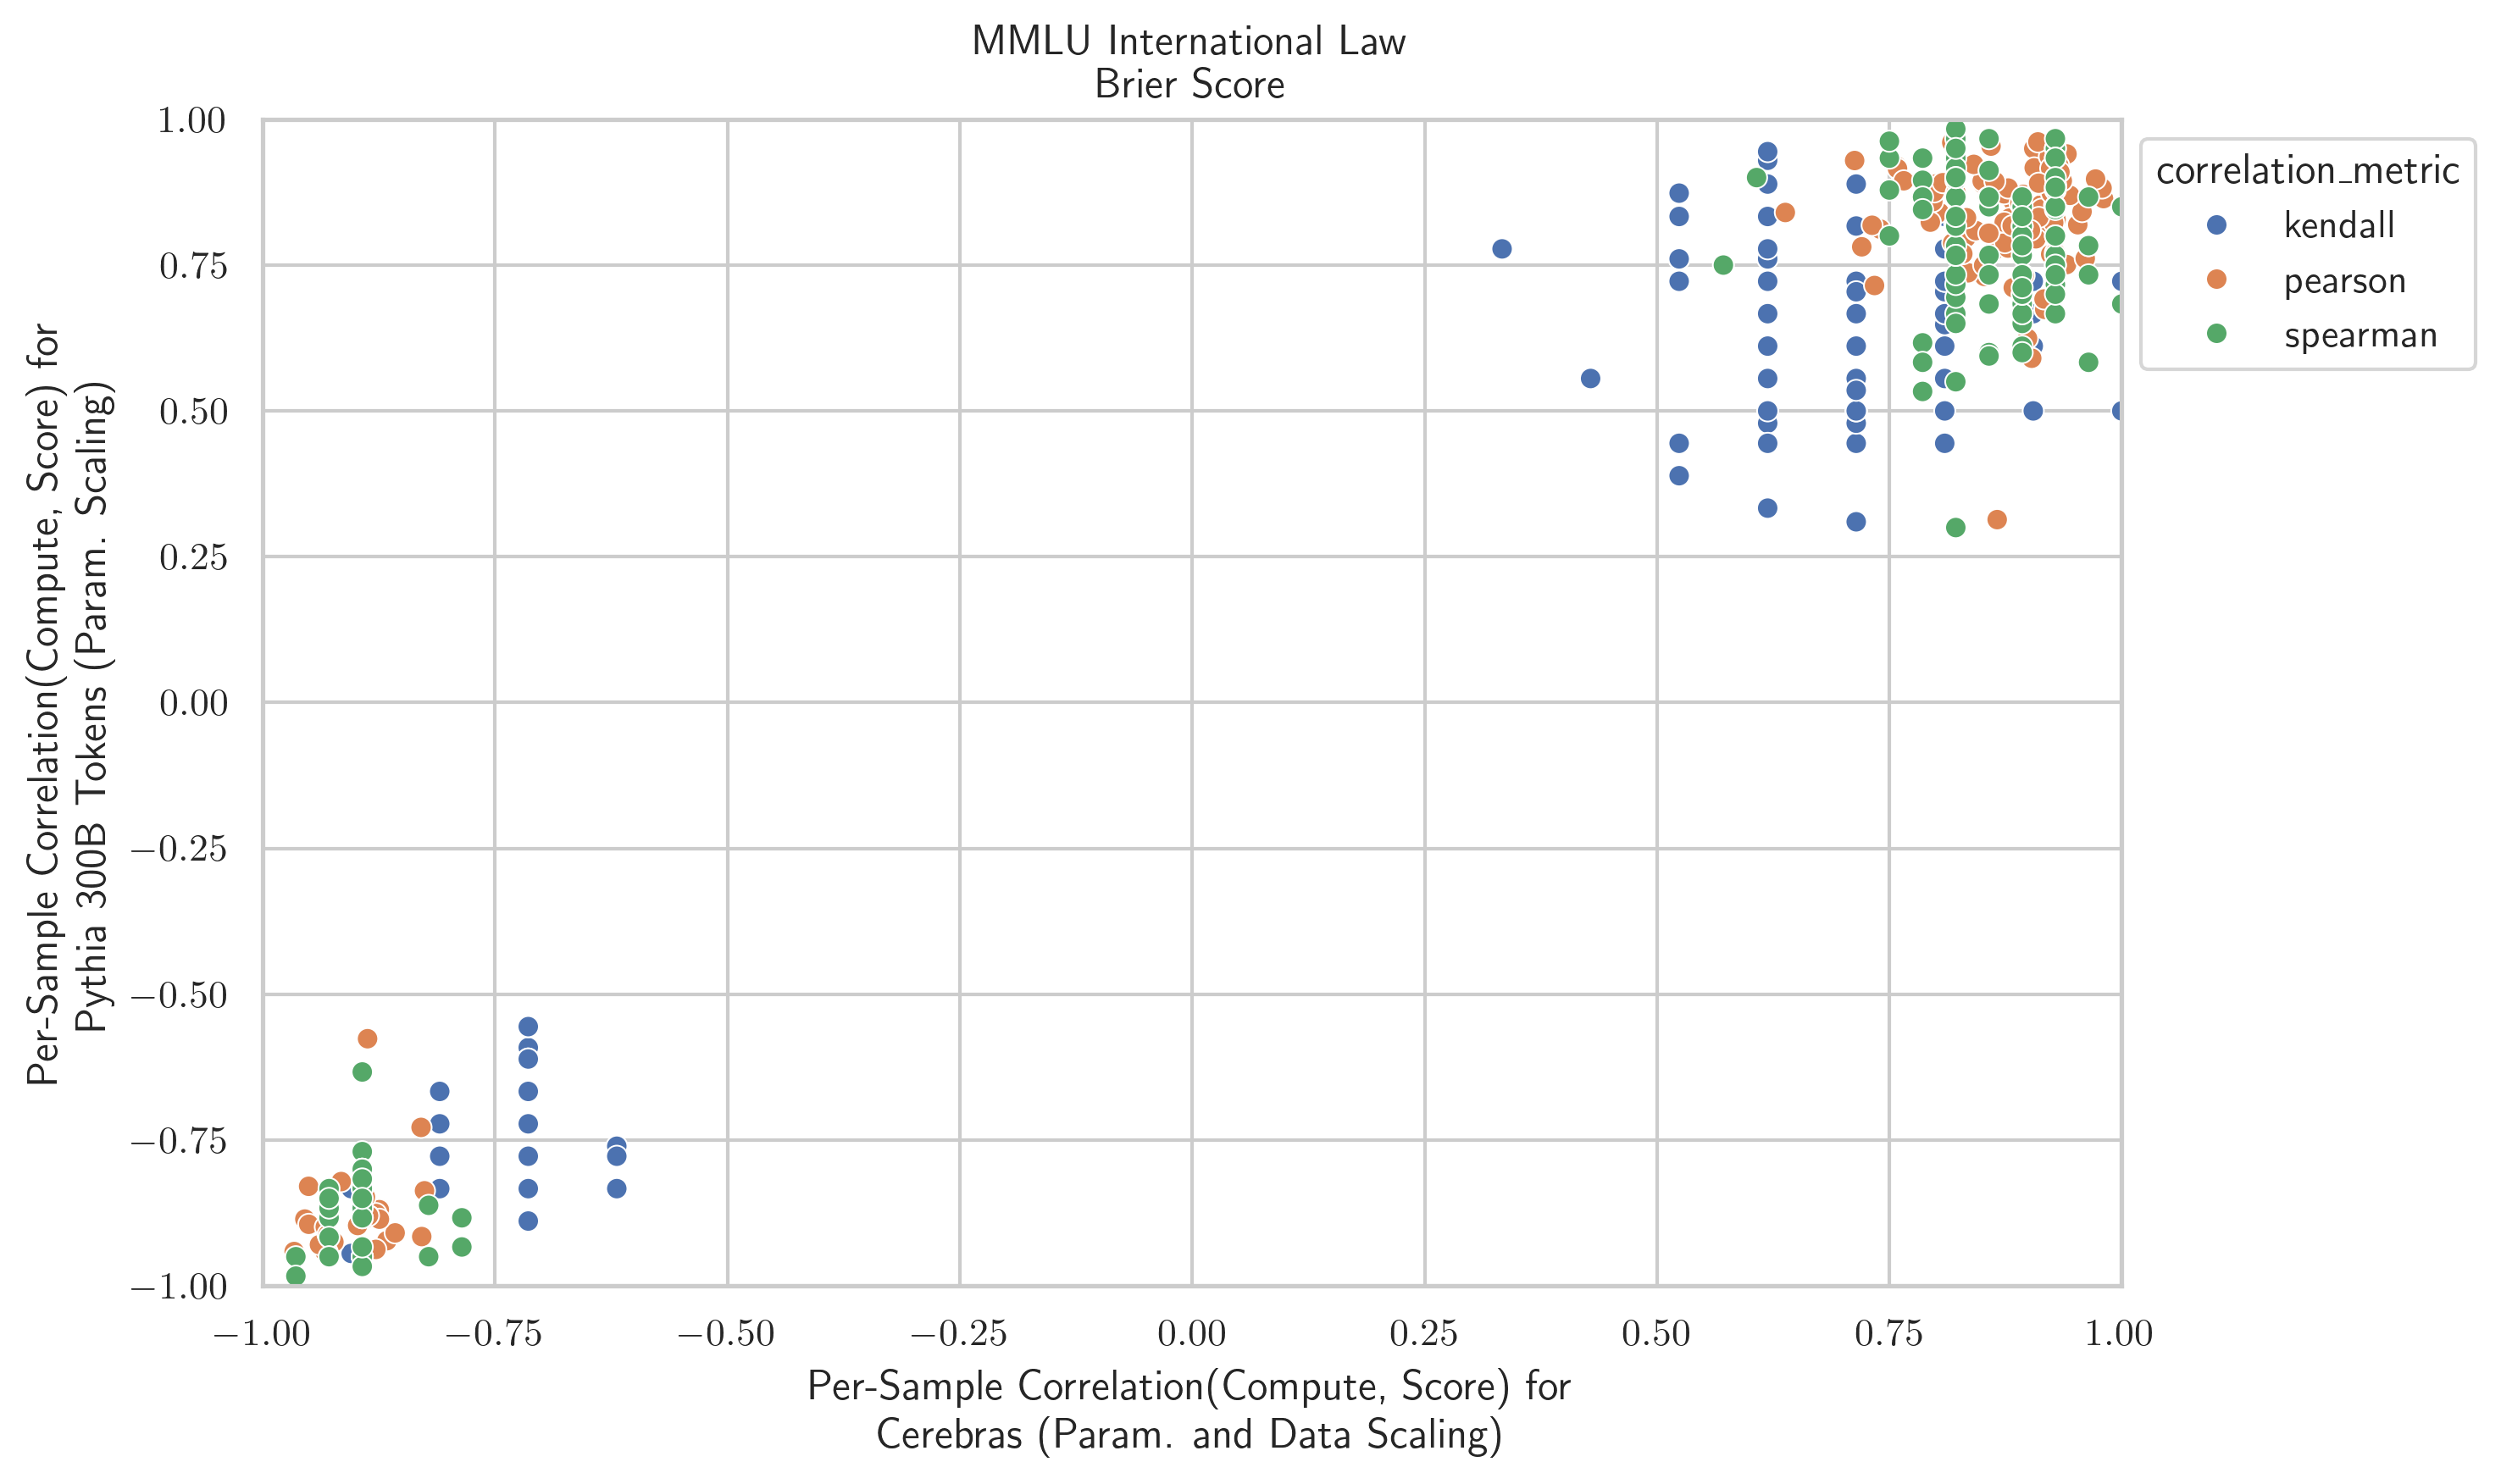 MMLU International Law
Brier Score
Per-Sample Correlation(Compute, Score) for
Pythia 300B Tokens (Param. Scaling)
1.00
0.75
0.50
0.25
0.00
−0.25
−0.50
−0.75
−1.00
−1.00 −0.75 −0.50 −0.25 0.00 0.25 0.50 0.75 1.00
Per-Sample Correlation(Compute, Score) for
Cerebras (Param. and Data Scaling)
correlation_metric
kendall
pearson
spearman